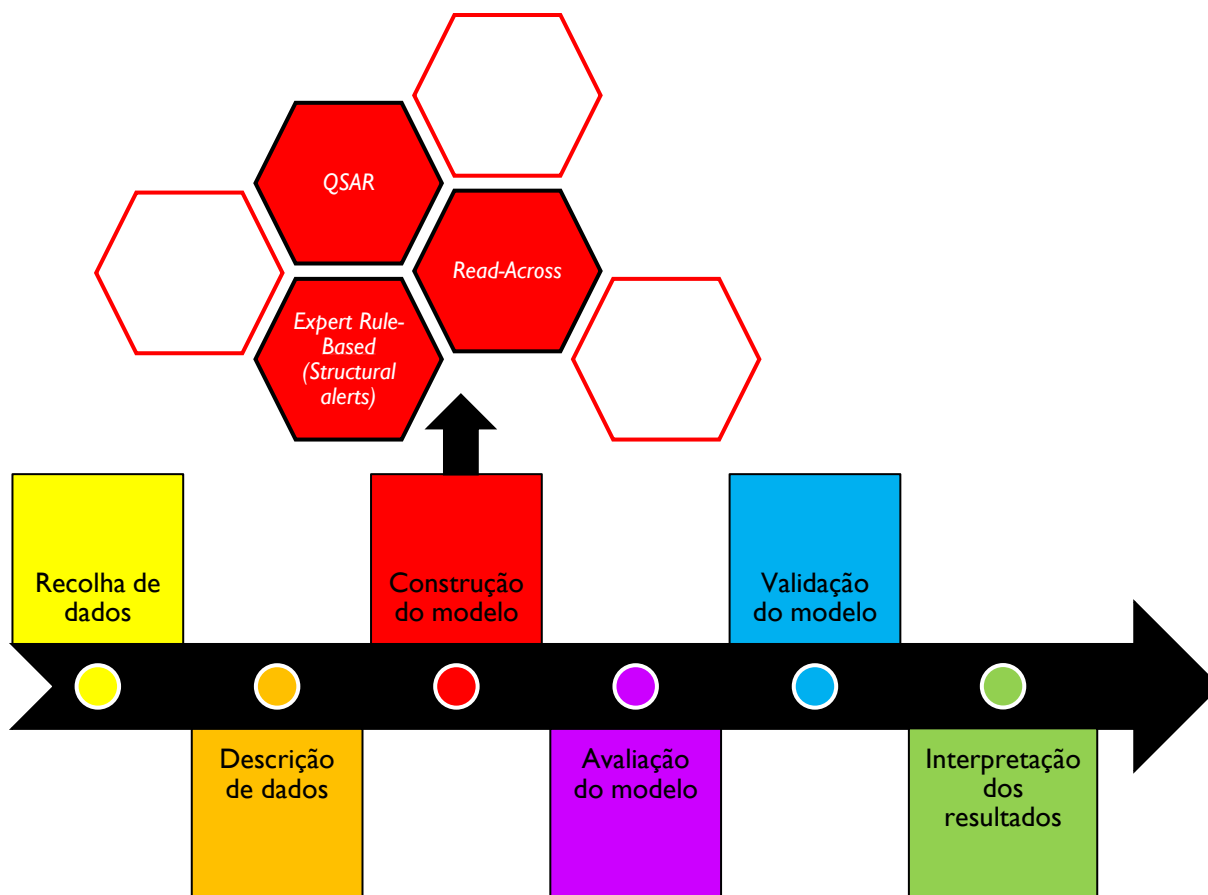 QSAR
Read-Across
Expert Rule-
Based
(Structural
alerts)
Recolha de
dados
Construção
do modelo
Validação
do modelo
Descrição
de dados
Avaliação
do modelo
Interpretação
dos
resultados